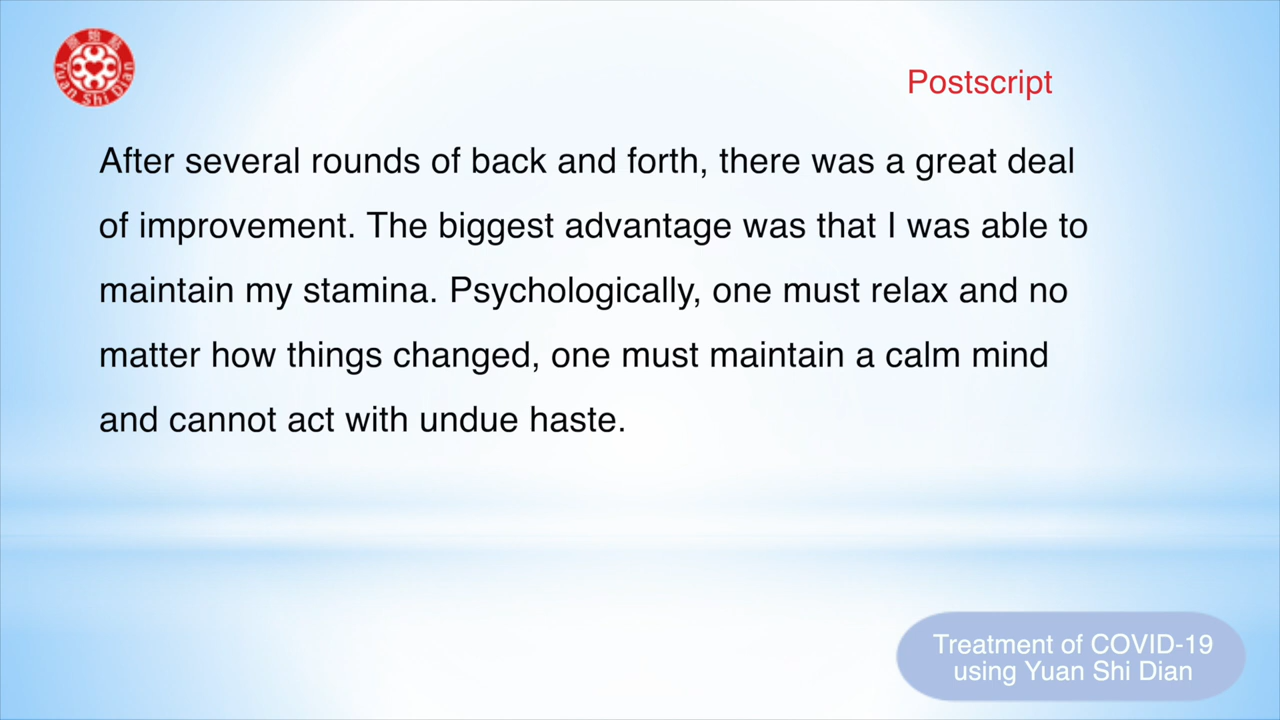 原始點
Yuan Shi Dian
Postscript
After several rounds of back and forth, there was a great deal
of improvement. The biggest advantage was that I was able to
maintain my stamina. Psychologically, one must relax and no
matter how things changed, one must maintain a calm mind
and cannot act with undue haste.
Treatment of COVID-19
using Yuan Shi Dian